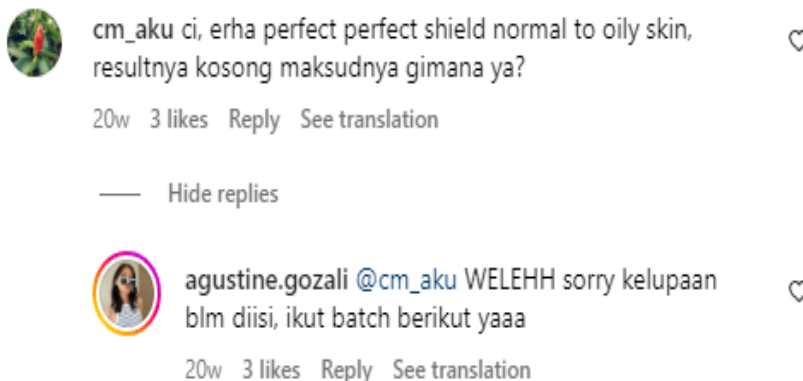 cm_aku ci, erha perfect perfect shield normal to oily skin,
resultnya kosong maksudnya gimana ya?
20w 3 likes Reply See translation
Hide replies
agustine.gozali @cm_aku WELEHH sorry kelupaan
blm diisi, ikut batch berikut yaaa
20w 3 likes Reply See translation